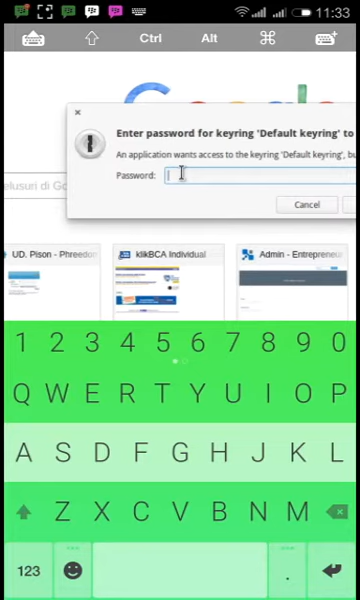 11:33
Ctrl Alt
Enter password for keyring 'Default keyring' to
An application wants access to the keyring 'Default keyring', bu
Password:
elusuri di Go
Cancel
UD. Pison - Phreedon
klikBCA Individual
Admin - Entrepreneur
1 2 3 4 5 6 7 8 9 0
Q W E R T Y U I O P
A S D F G H J K L
Z X C V B N M
123 .